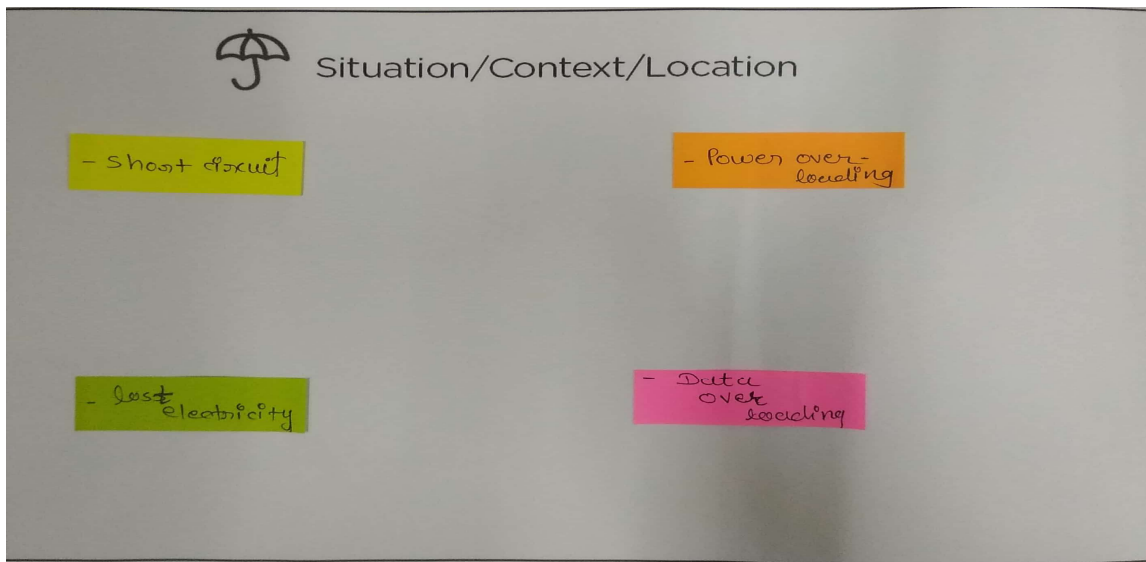 Situation/Context/Location
- Short circuit
- Power over-
loading
- lost
electricity
- Data
over
loading